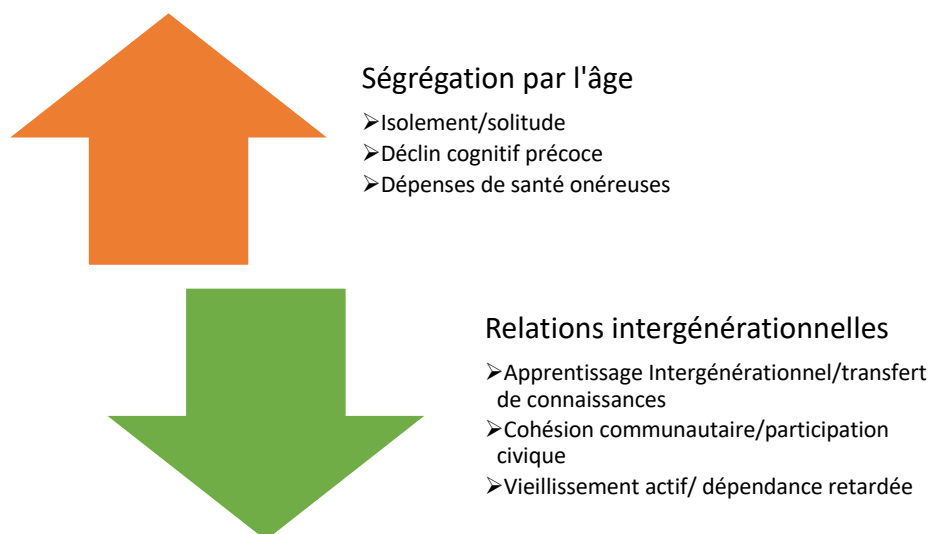 Ségrégation par l'âge
➢Isolement/solitude
➢Déclin cognitif précoce
➢Dépenses de santé onéreuses
Relations intergénérationnelles
➢Apprentissage Intergénérationnel/transfert
de connaissances
➢Cohésion communautaire/participation
civique
➢Vieillissement actif/ dépendance retardée